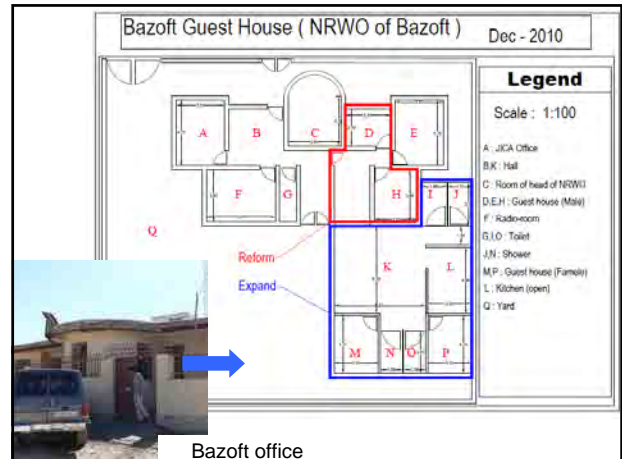 Bazoft Guest House ( NRWO of Bazoft )
Dec - 2010
Legend
Scale : 1:100
A : JICA Office
B,K : Hall
C : Room of head of NRWO
D,E,H : Guest house (Male)
F : Radio-room
G,I,O : Toilet
J,N : Shower
M,P : Guest house (Famele)
L : Kitchen (open)
Q : Yard
A
B
C
D
E
F
G
H
I
J
Q
Reform
Expand
K
L
M
N
O
P
Bazoft office